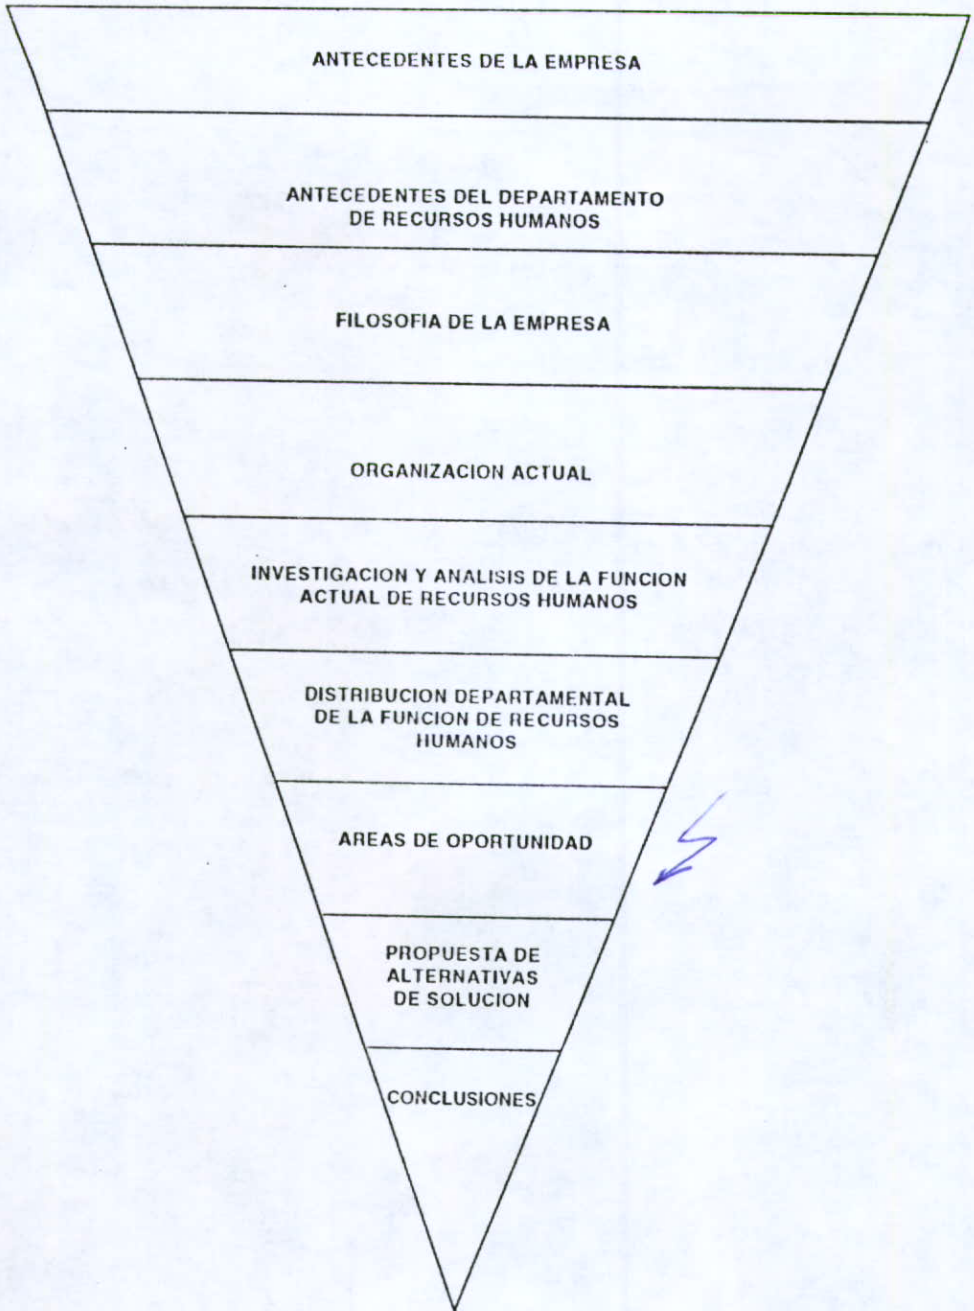 ANTECEDENTES DE LA EMPRESA
ANTECEDENTES DEL DEPARTAMENTO
DE RECURSOS HUMANOS
FILOSOFIA DE LA EMPRESA
ORGANIZACION ACTUAL
INVESTIGACION Y ANALISIS DE LA FUNCION
ACTUAL DE RECURSOS HUMANOS
DISTRIBUCION DEPARTAMENTAL
DE LA FUNCION DE RECURSOS
HUMANOS
AREAS DE OPORTUNIDAD
PROPUESTA DE
ALTERNATIVAS
DE SOLUCION
CONCLUSIONES